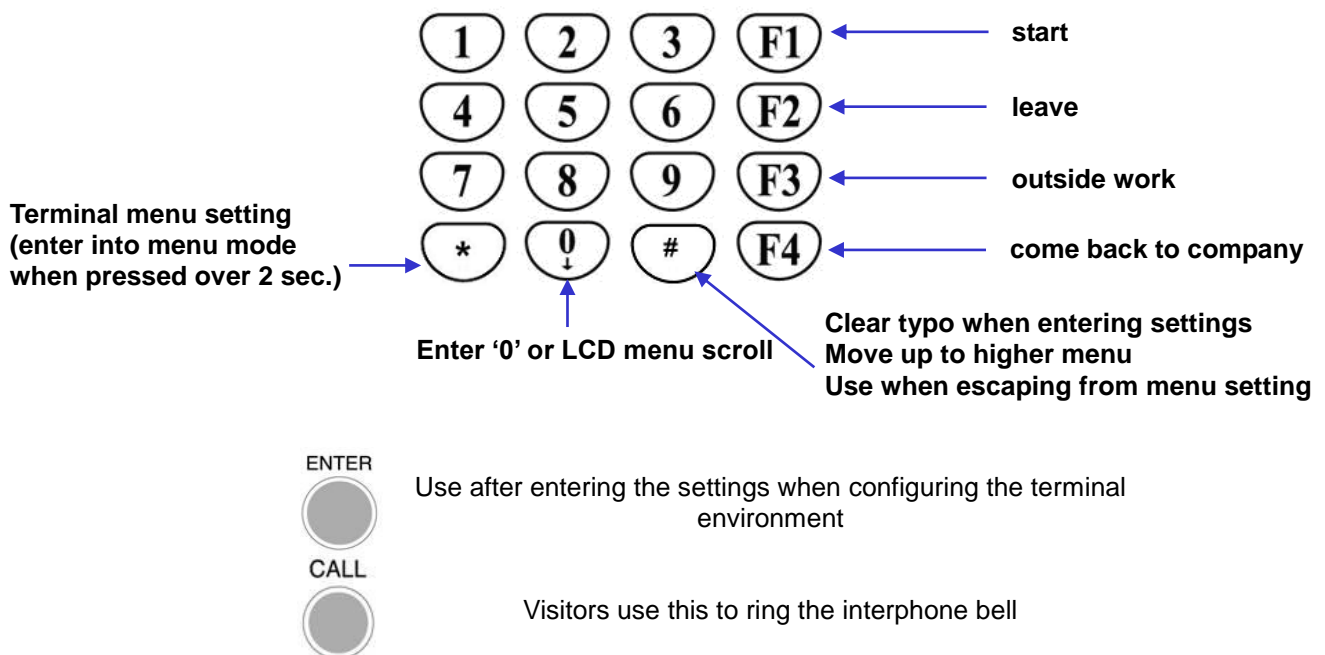 1 2 3 F1 start
4 5 6 F2 leave
7 8 9 F3 outside work
Terminal menu setting
(enter into menu mode
when pressed over 2 sec.)
* 0 ↓ # F4 come back to company
Enter ‘0’ or LCD menu scroll
Clear typo when entering settings
Move up to higher menu
Use when escaping from menu setting
ENTER
Use after entering the settings when configuring the terminal
environment
CALL
Visitors use this to ring the interphone bell